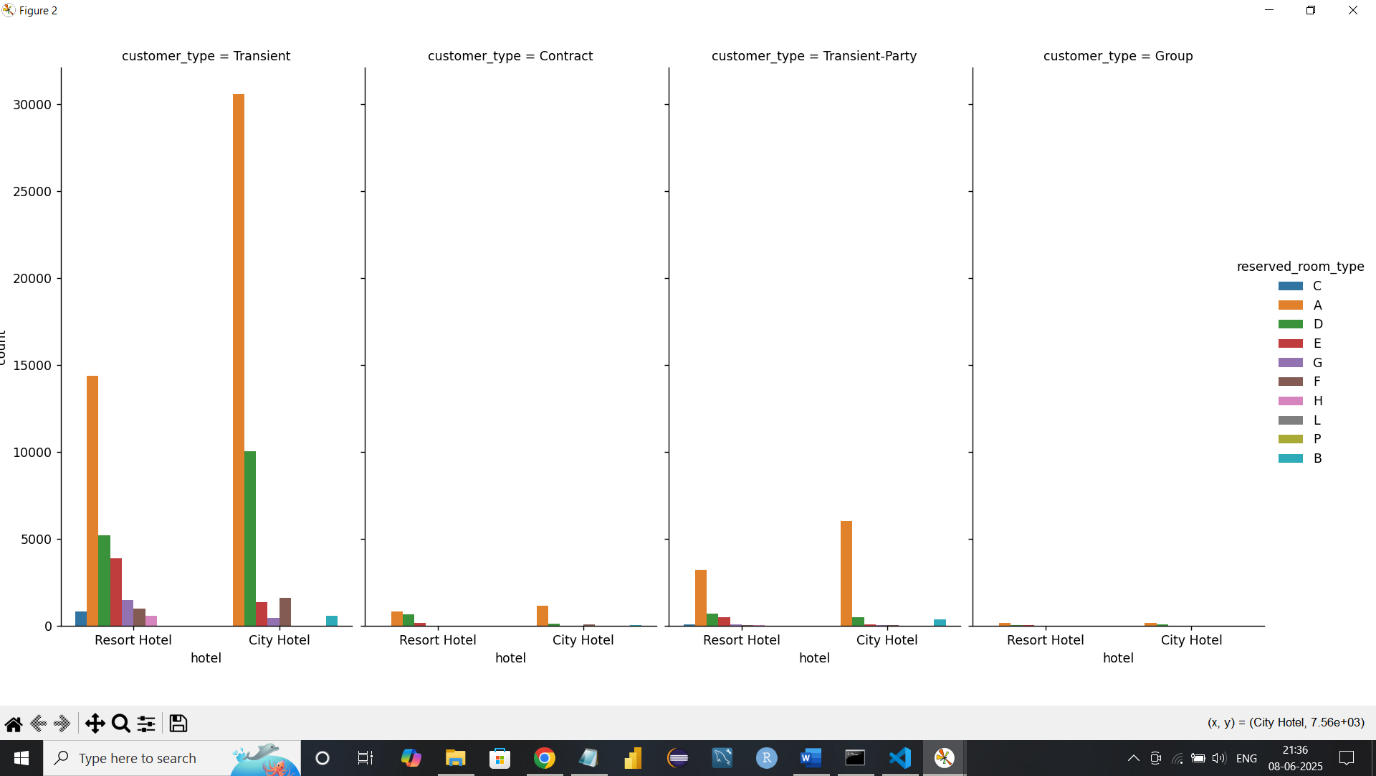 Figure 2
customer_type = Transient
customer_type = Contract
customer_type = Transient-Party
customer_type = Group
30000
25000
20000
15000
10000
5000
0
count
Resort Hotel
City Hotel
Resort Hotel
City Hotel
Resort Hotel
City Hotel
Resort Hotel
City Hotel
hotel
hotel
hotel
hotel
reserved_room_type
C
A
D
E
G
F
H
L
P
B
(x, y) = (City Hotel, 7.56e+03)
Type here to search
R
W
ENG
21:36
08-06-2025